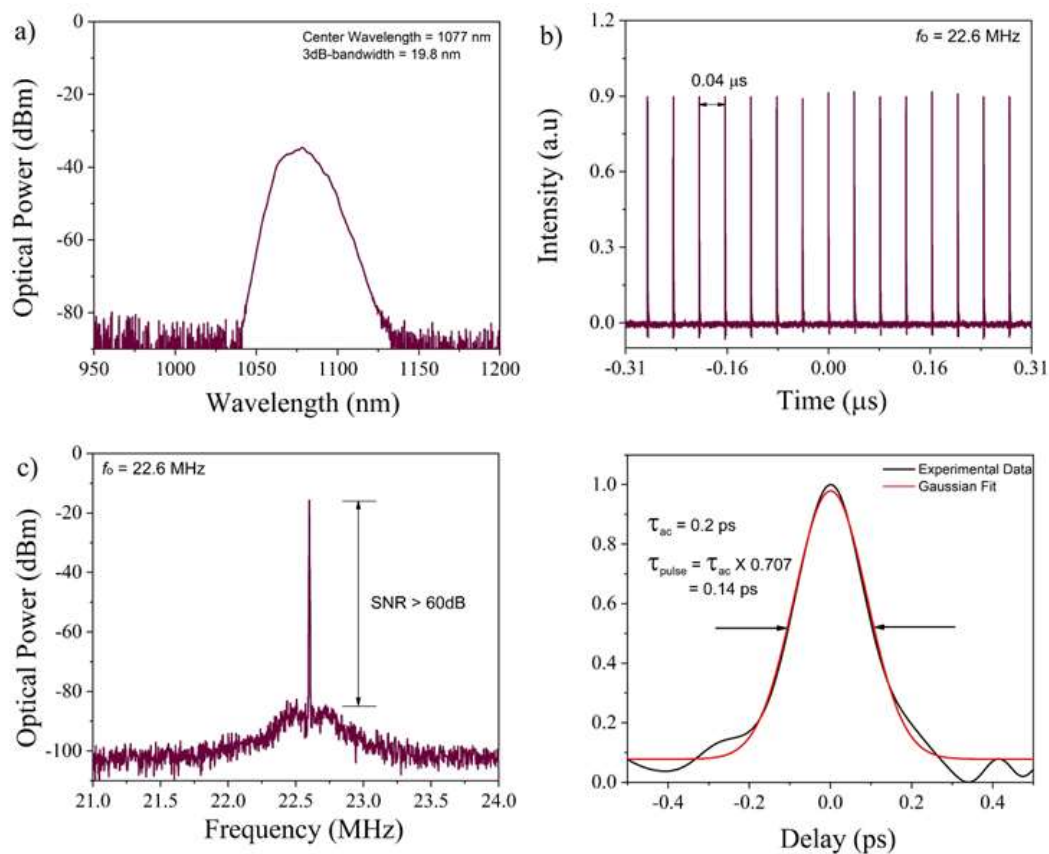 a)
Center Wavelength = 1077 nm
3dB-bandwidth = 19.8 nm
Optical Power (dBm)
0
-20
-40
-60
-80
950 1000 1050 1100 1150 1200
Wavelength (nm)
b)
f₀ = 22.6 MHz
0.04 μs
Intensity (a.u)
1.2
0.9
0.6
0.3
0.0
-0.31 -0.16 0.00 0.16 0.31
Time (μs)
c)
f₀ = 22.6 MHz
SNR > 60dB
Optical Power (dBm)
0
-20
-40
-60
-80
-100
21.0 21.5 22.0 22.5 23.0 23.5 24.0
Frequency (MHz)
Experimental Data
Gaussian Fit
τac = 0.2 ps
τpulse = τac X 0.707
= 0.14 ps
1.0
0.8
0.6
0.4
0.2
0.0
-0.4 -0.2 0.0 0.2 0.4
Delay (ps)